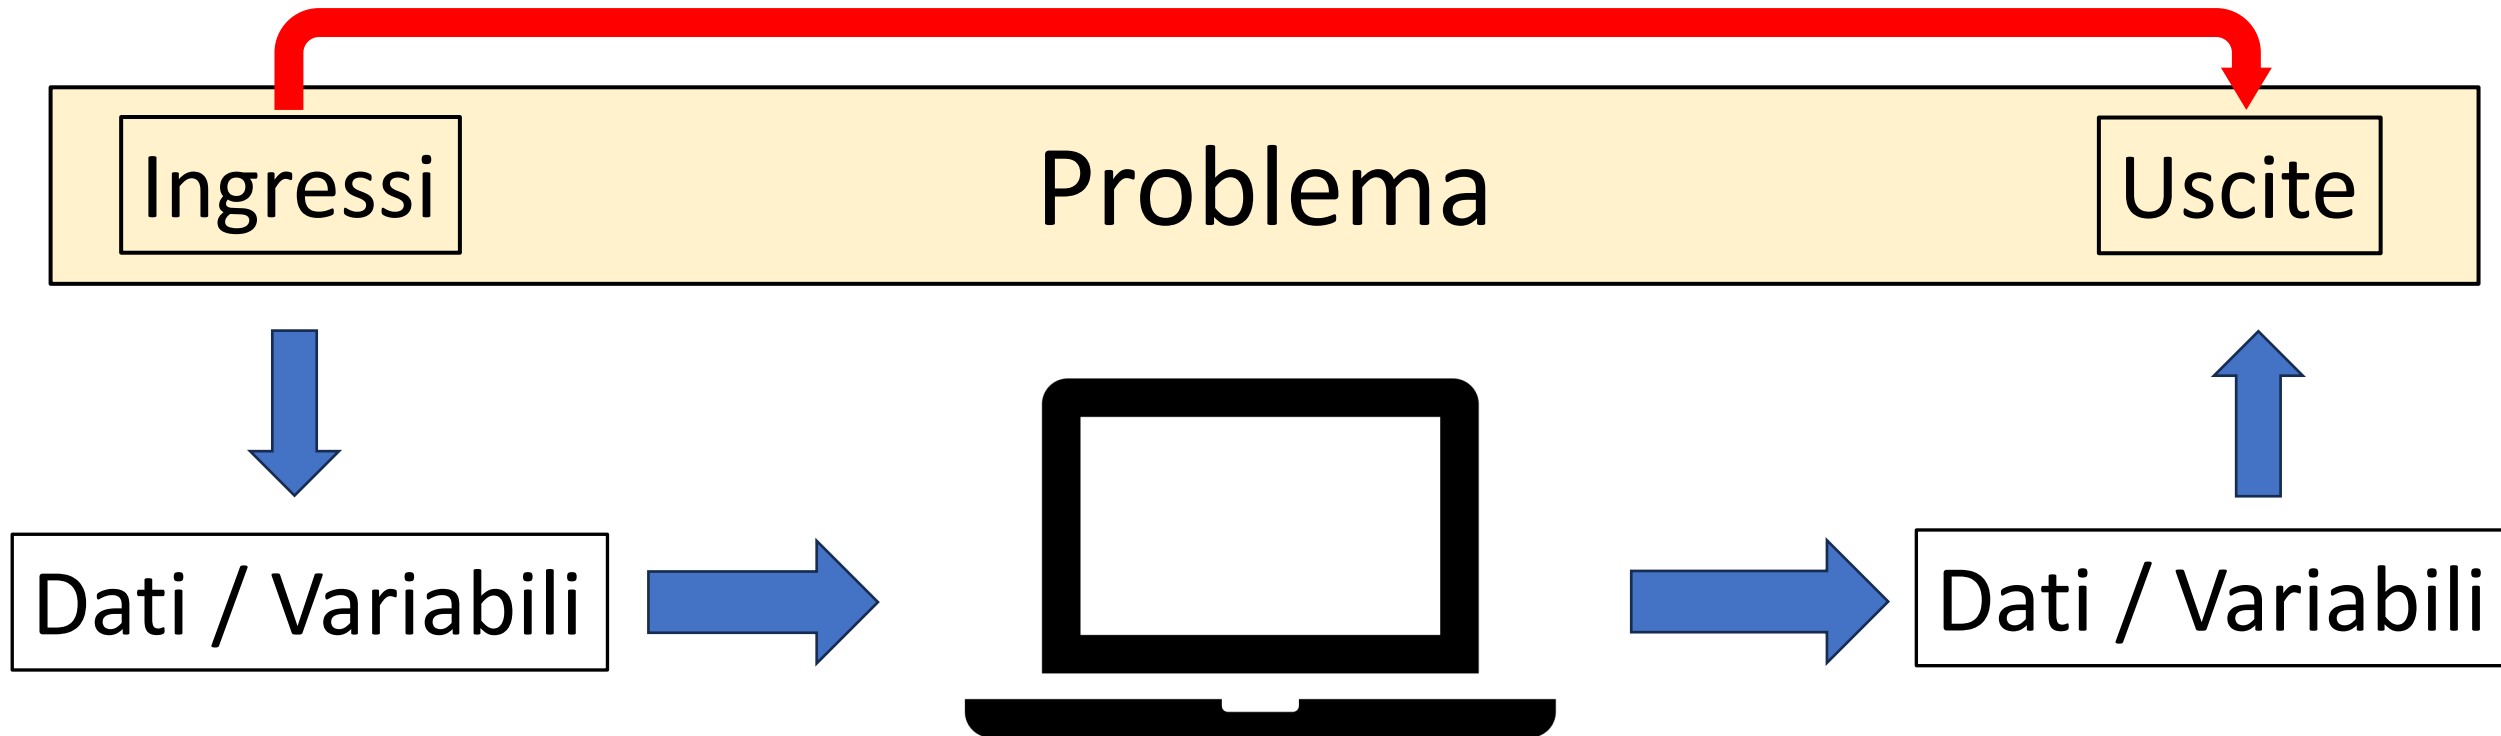 Ingressi
Problema
Uscite
Dati / Variabili
Dati / Variabili